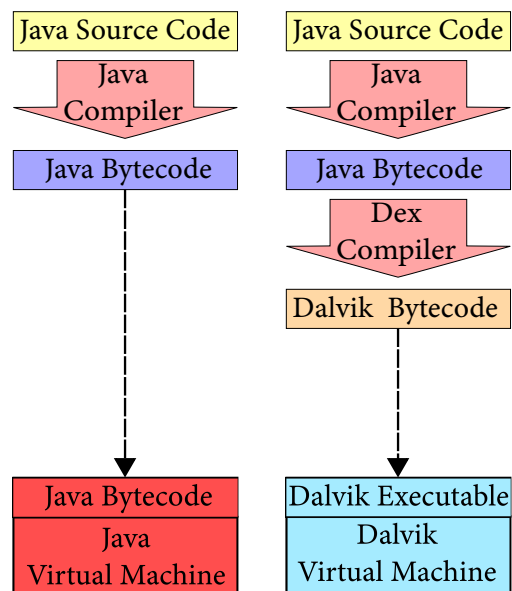 Java Source Code
Java
Compiler
Java Bytecode
Java Bytecode
Java
Virtual Machine
Java Source Code
Java
Compiler
Java Bytecode
Dex
Compiler
Dalvik Bytecode
Dalvik Executable
Dalvik
Virtual Machine